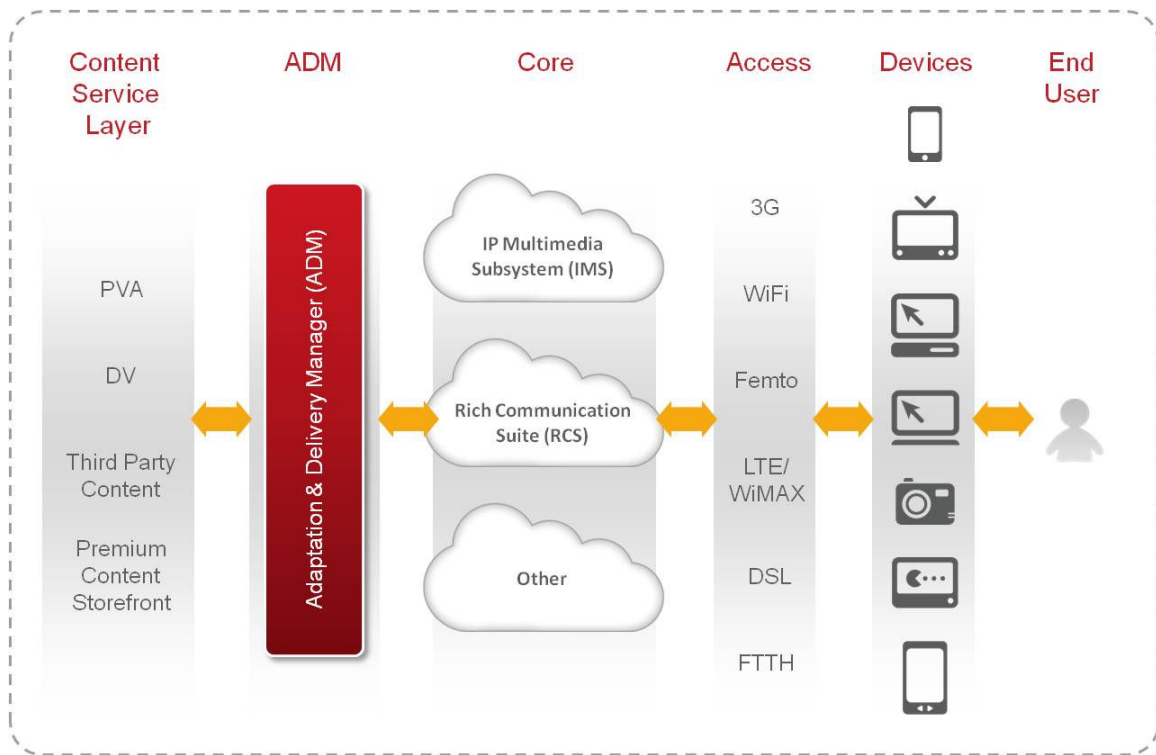 Content
Service
Layer
ADM
Core
Access
Devices
End
User
PVA
DV
Third Party
Content
Premium
Content
Storefront
Adaptation & Delivery Manager (ADM)
IP Multimedia
Subsystem (IMS)
Rich Communication
Suite (RCS)
Other
3G
WiFi
Femto
LTE/
WiMAX
DSL
FTTH